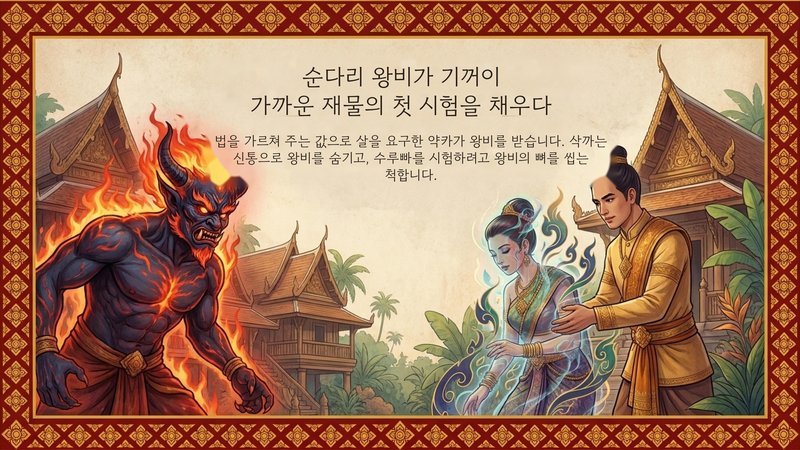 순다리 왕비가 기꺼이
가까운 재물의 첫 시험을 채우다
법을 가르쳐 주는 값으로 살을 요구한 약카가 왕비를 받습니다. 삭까는
신통으로 왕비를 숨기고, 수루빠를 시험하려고 왕비의 뼈를 씹는
척합니다.